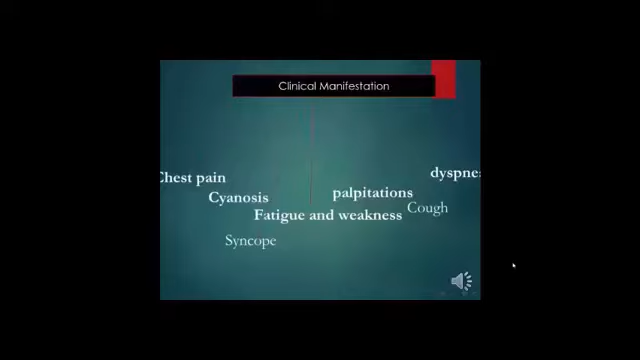 Clinical Manifestation
dyspne
Chest pain
palpitations
Cyanosis
Cough
Fatigue and weakness
Syncope